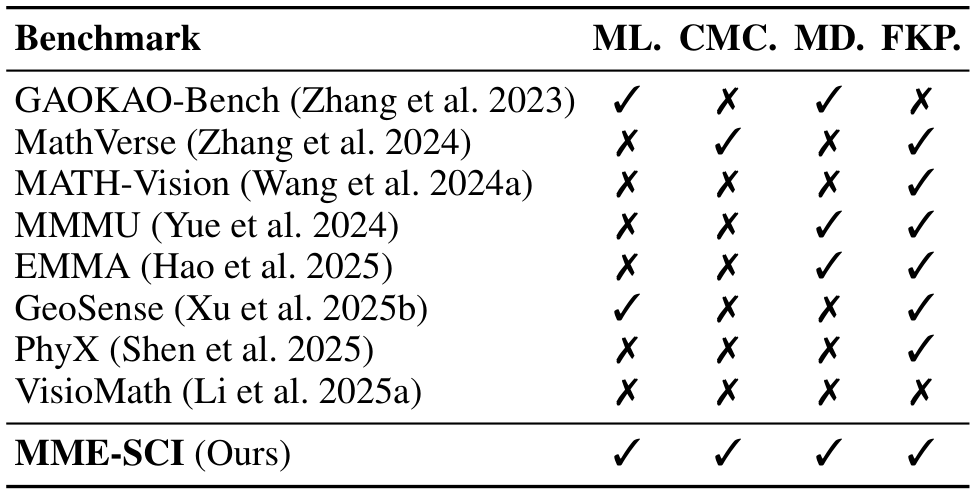 Benchmark ML. CMC. MD. FKP.
GAOKAO-Bench (Zhang et al. 2023) ✓ ✗ ✓ ✗
MathVerse (Zhang et al. 2024) ✗ ✓ ✗ ✓
MATH-Vision (Wang et al. 2024a) ✗ ✗ ✗ ✓
MMMU (Yue et al. 2024) ✗ ✗ ✓ ✓
EMMA (Hao et al. 2025) ✗ ✗ ✓ ✓
GeoSense (Xu et al. 2025b) ✓ ✗ ✗ ✓
PhyX (Shen et al. 2025) ✗ ✗ ✗ ✓
VisioMath (Li et al. 2025a) ✗ ✗ ✗ ✗
MME-SCI (Ours) ✓ ✓ ✓ ✓